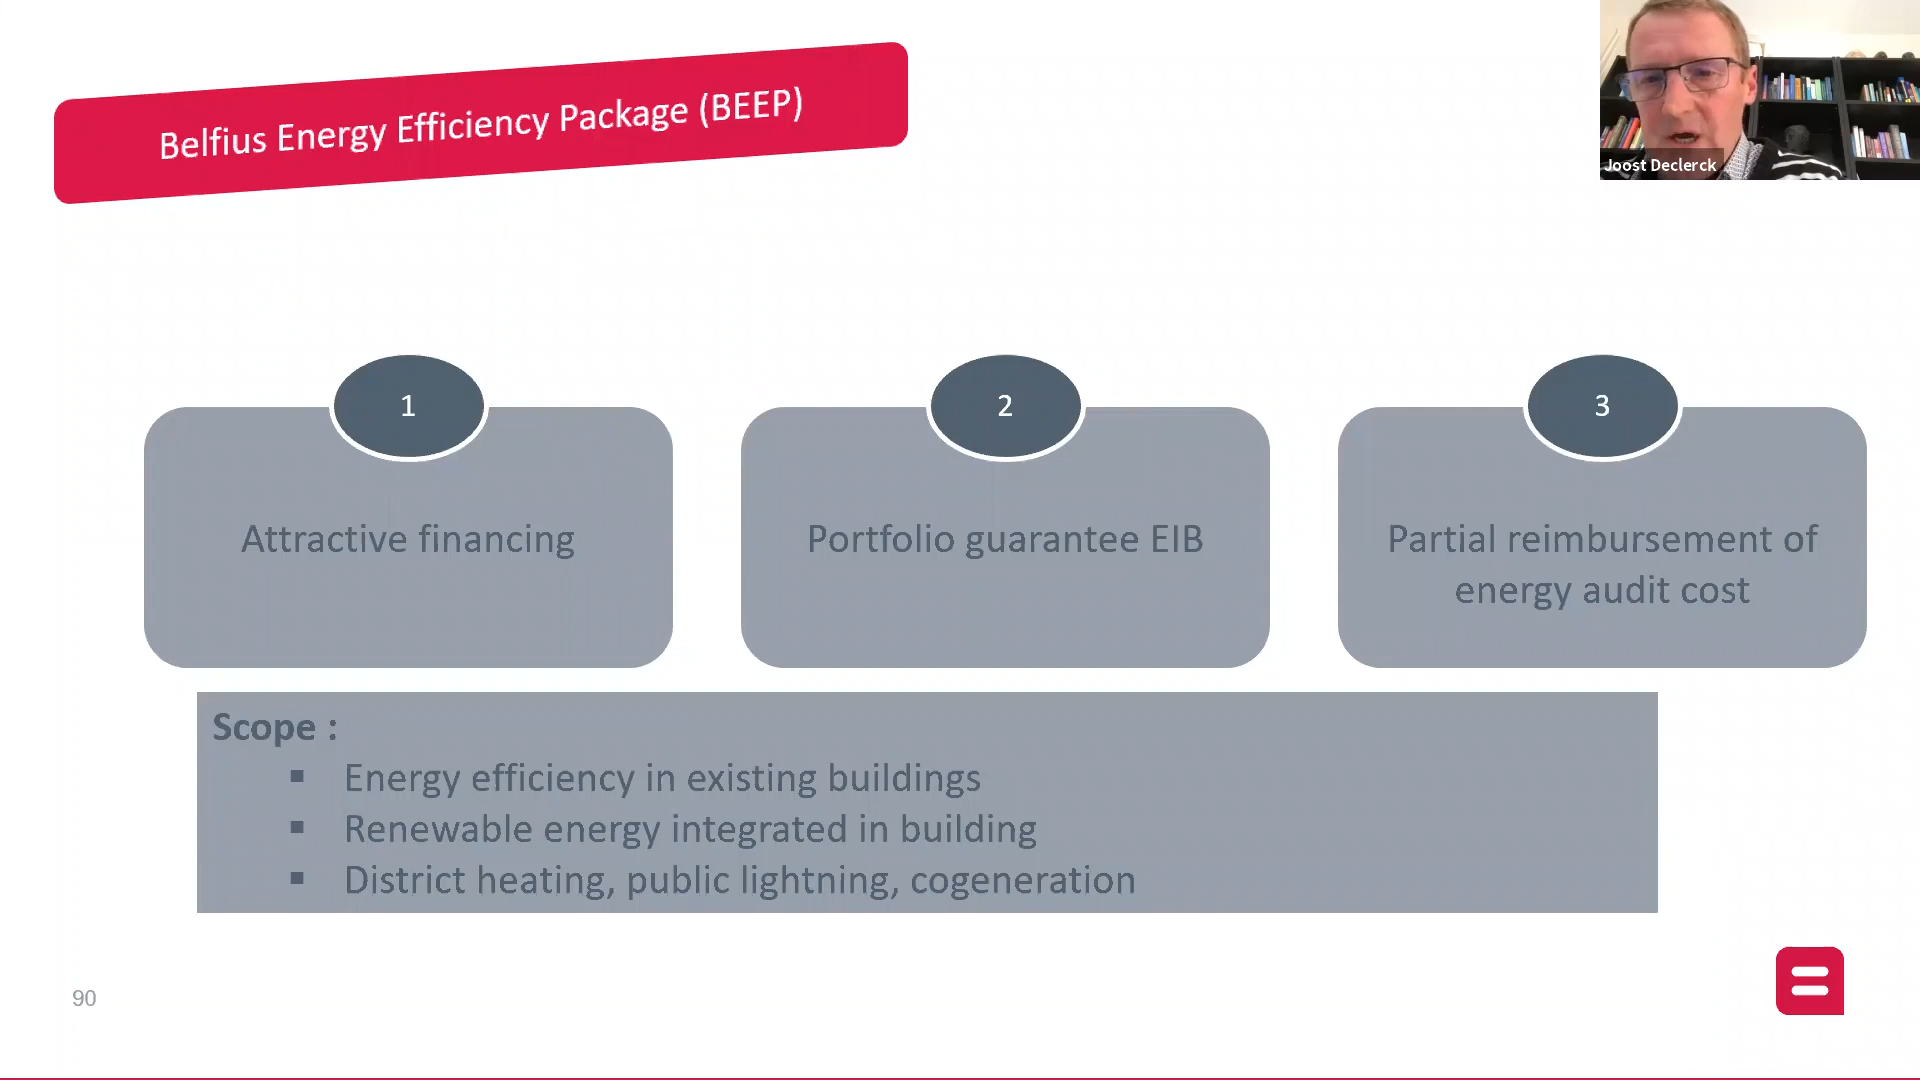 Belfius Energy Efficiency Package (BEEP)
Joost Declerck
1
Attractive financing
2
Portfolio guarantee EIB
3
Partial reimbursement of
energy audit cost
Scope :
▪ Energy efficiency in existing buildings
▪ Renewable energy integrated in building
▪ District heating, public lightning, cogeneration
90